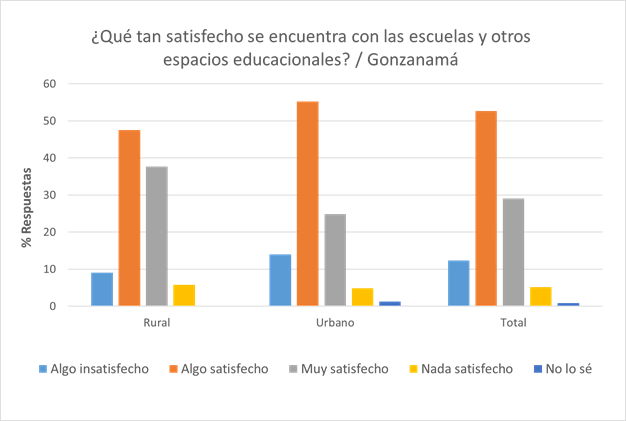 ¿Qué tan satisfecho se encuentra con las escuelas y otros
espacios educacionales? / Gonzanamá
60
50
40
30
20
10
0
% Respuestas
Rural
Urbano
Total
Algo insatisfecho
Algo satisfecho
Muy satisfecho
Nada satisfecho
No lo sé